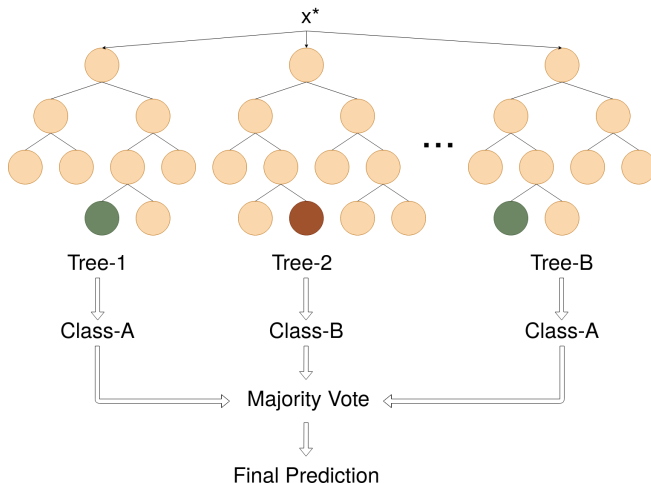 x*
...
Tree-1
Tree-2
Tree-B
Class-A
Class-B
Class-A
Majority Vote
Final Prediction